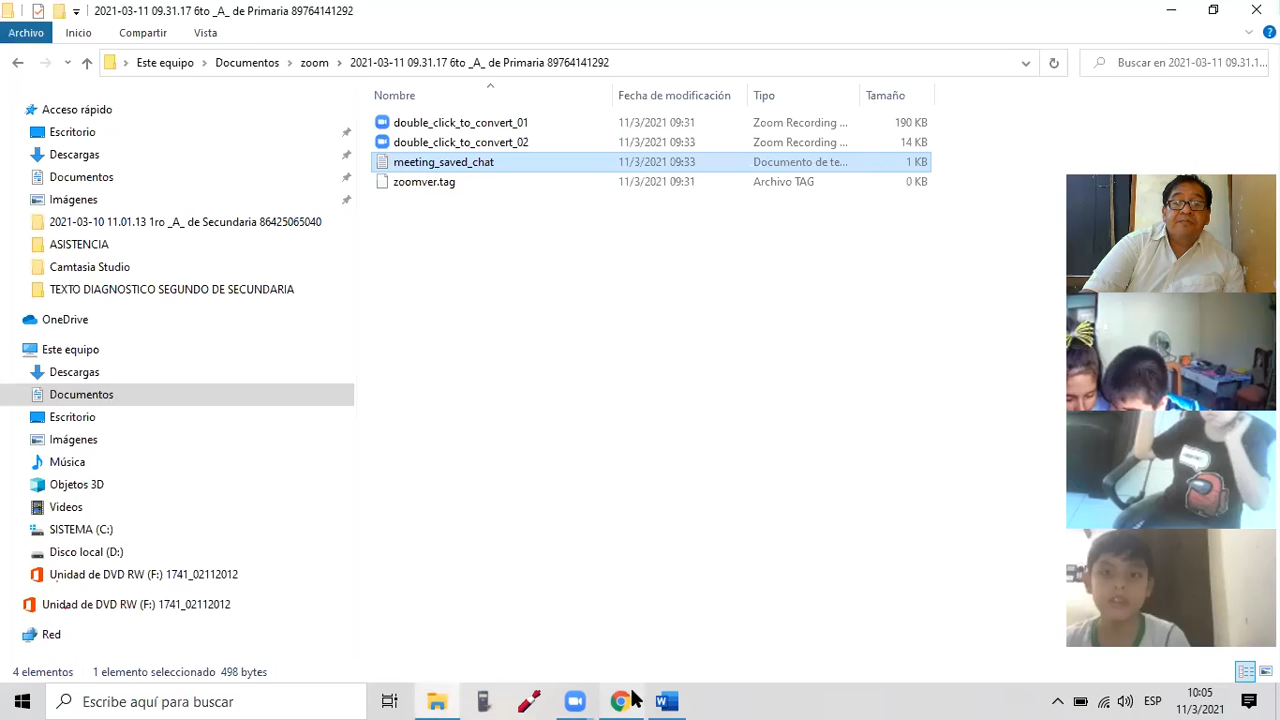 2021-03-11 09.31.17 6to _A_ de Primaria 89764141292
Archivo Inicio Compartir Vista
Este equipo Documentos zoom 2021-03-11 09.31.17 6to _A_ de Primaria 89764141292 Buscar en 2021-03-11 09.31.1...
Nombre Fecha de modificación Tipo Tamaño
double_click_to_convert_01 11/3/2021 09:31 Zoom Recording ... 190 KB
double_click_to_convert_02 11/3/2021 09:33 Zoom Recording ... 14 KB
meeting_saved_chat 11/3/2021 09:33 Documento de te... 1 KB
zoomver.tag 11/3/2021 09:31 Archivo TAG 0 KB
Acceso rápido
Escritorio
Descargas
Documentos
Imágenes
2021-03-10 11.01.13 1ro _A_ de Secundaria 86425065040
ASISTENCIA
Camtasia Studio
TEXTO DIAGNOSTICO SEGUNDO DE SECUNDARIA
OneDrive
Este equipo
Descargas
Documentos
Escritorio
Imágenes
Música
Objetos 3D
Videos
SISTEMA (C:)
Disco local (D:)
Unidad de DVD RW (F:) 1741_02112012
Unidad de DVD RW (F:) 1741_02112012
Red
4 elementos 1 elemento seleccionado 498 bytes
Escribe aquí para buscar
ESP
10:05
11/3/2021